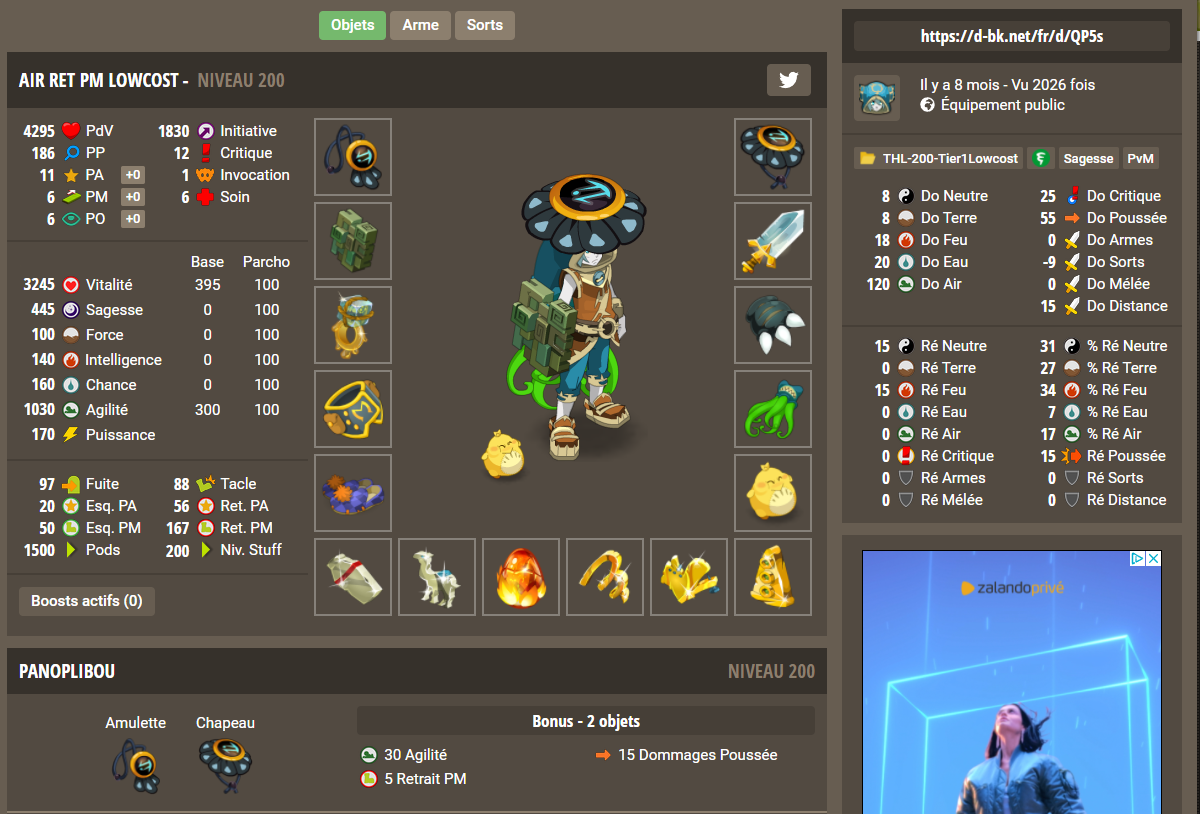 Objets Arme Sorts
AIR RET PM LOWCOST - NIVEAU 200
4295 PdV 1830 Initiative
186 PP 12 Critique
11 PA +0 1 Invocation
6 PM +0 6 Soin
6 PO +0
Base Parcho
3245 Vitalité 395 100
445 Sagesse 0 100
100 Force 0 100
140 Intelligence 0 100
160 Chance 0 100
1030 Agilité 300 100
170 Puissance
97 Fuite 88 Tacle
20 Esq. PA 56 Ret. PA
50 Esq. PM 167 Ret. PM
1500 Pods 200 Niv. Stuff
Boosts actifs (0)
PANOPLIBOU NIVEAU 200
Amulette Chapeau
Bonus - 2 objets
30 Agilité 15 Dommages Poussée
5 Retrait PM
https://d-bk.net/fr/d/QP5s
Il y a 8 mois - Vu 2026 fois
Équipement public
THL-200-Tier1Lowcost Sagesse PvM
8 Do Neutre 25 Do Critique
8 Do Terre 55 Do Poussée
18 Do Feu 0 Do Armes
20 Do Eau -9 Do Sorts
120 Do Air 0 Do Mélée
15 Do Distance
15 Ré Neutre 31 % Ré Neutre
0 Ré Terre 27 % Ré Terre
15 Ré Feu 34 % Ré Feu
0 Ré Eau 7 % Ré Eau
0 Ré Air 17 % Ré Air
0 Ré Critique 15 Ré Poussée
0 Ré Armes 0 Ré Sorts
0 Ré Mélée 0 Ré Distance
zalandoprivé